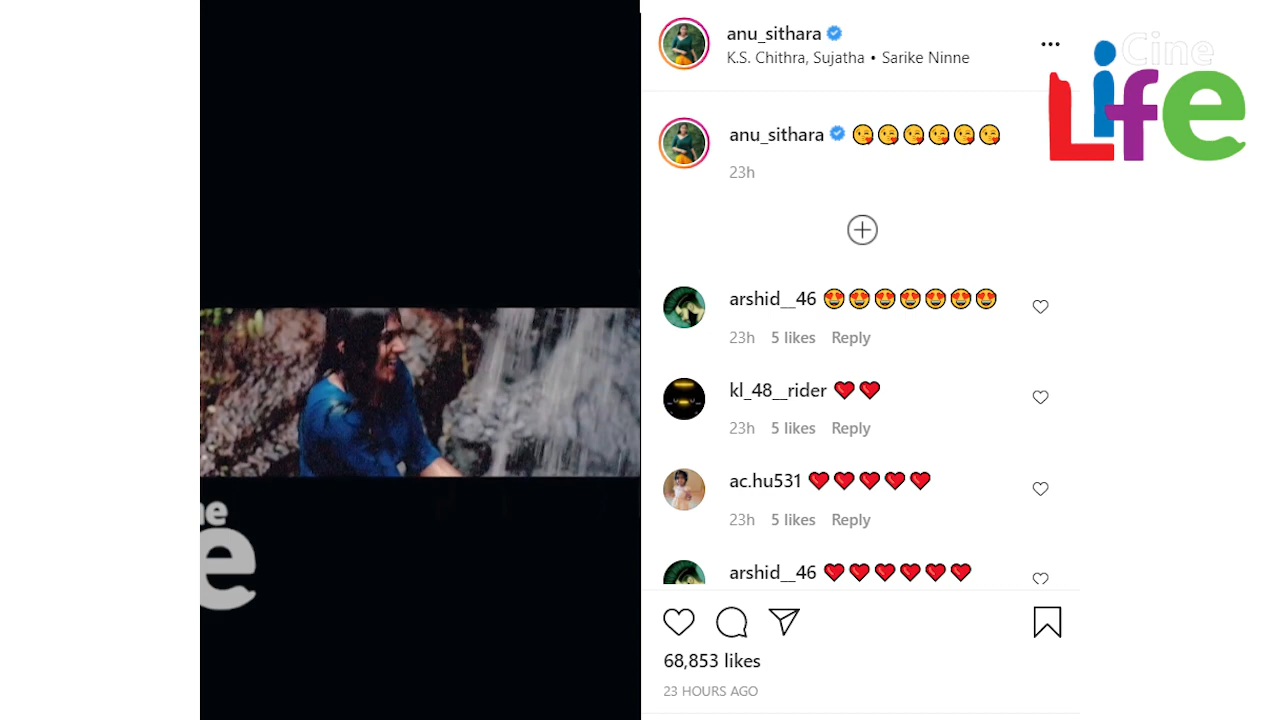 anu_sithara
K.S. Chithra, Sujatha • Sarike Ninne
Cine
Life
anu_sithara 😘😘😘😘😘😘
23h
arshid__46 😍😍😍😍😍😍😍
23h 5 likes Reply
kl_48__rider ❤️❤️
23h 5 likes Reply
ac.hu531 ❤️❤️❤️❤️❤️
23h 5 likes Reply
arshid__46 ❤️❤️❤️❤️❤️❤️
68,853 likes
23 HOURS AGO
ne
e